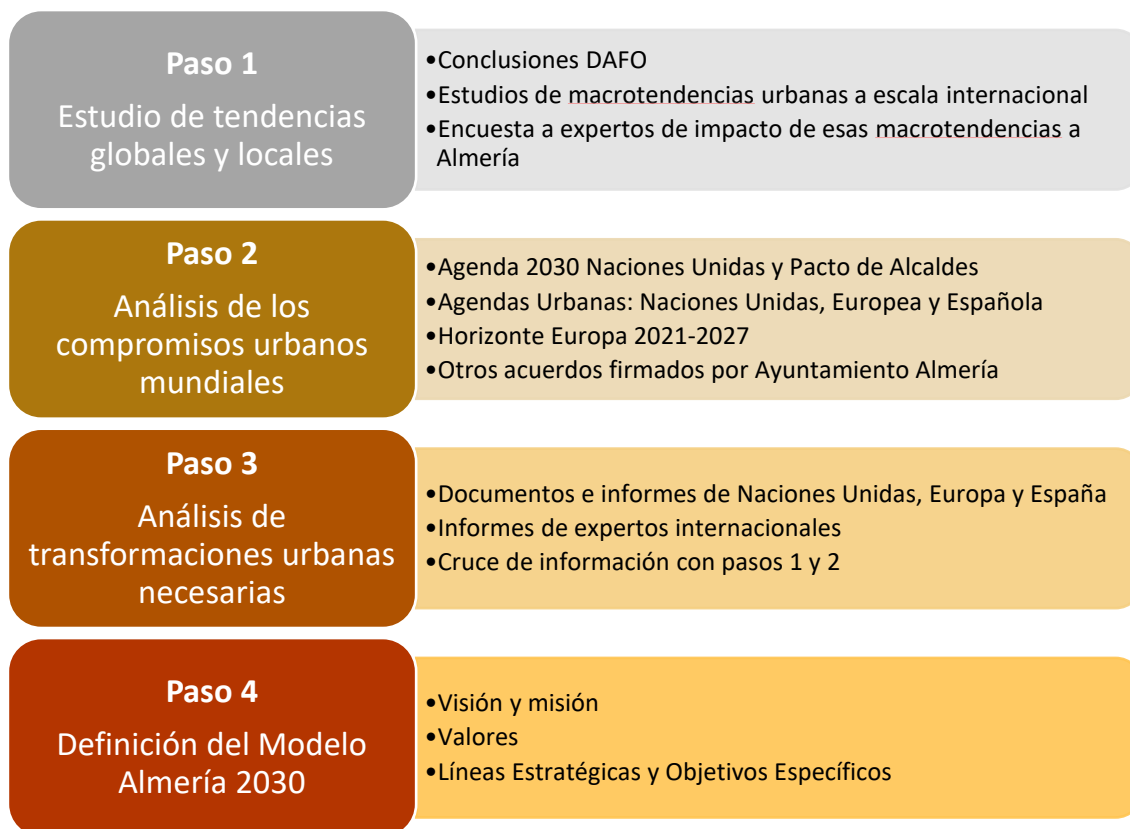 Paso 1
Estudio de tendencias
globales y locales
•Conclusiones DAFO
•Estudios de macrotendencias urbanas a escala internacional
•Encuesta a expertos de impacto de esas macrotendencias a
Almería
Paso 2
Análisis de los
compromisos urbanos
mundiales
•Agenda 2030 Naciones Unidas y Pacto de Alcaldes
•Agendas Urbanas: Naciones Unidas, Europea y Española
•Horizonte Europa 2021-2027
•Otros acuerdos firmados por Ayuntamiento Almería
Paso 3
Análisis de
transformaciones urbanas
necesarias
•Documentos e informes de Naciones Unidas, Europa y España
•Informes de expertos internacionales
•Cruce de información con pasos 1 y 2
Paso 4
Definición del Modelo
Almería 2030
•Visión y misión
•Valores
•Líneas Estratégicas y Objetivos Específicos